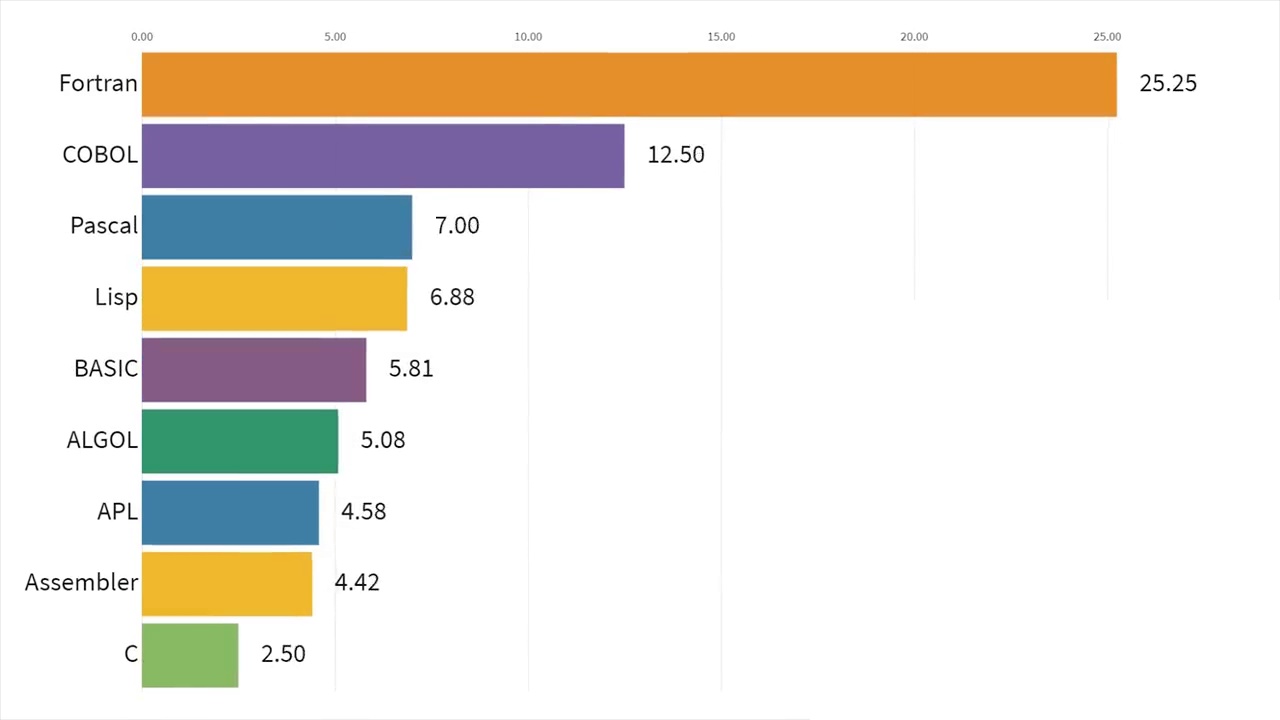 0.00 5.00 10.00 15.00 20.00 25.00
Fortran 25.25
COBOL 12.50
Pascal 7.00
Lisp 6.88
BASIC 5.81
ALGOL 5.08
APL 4.58
Assembler 4.42
C 2.50